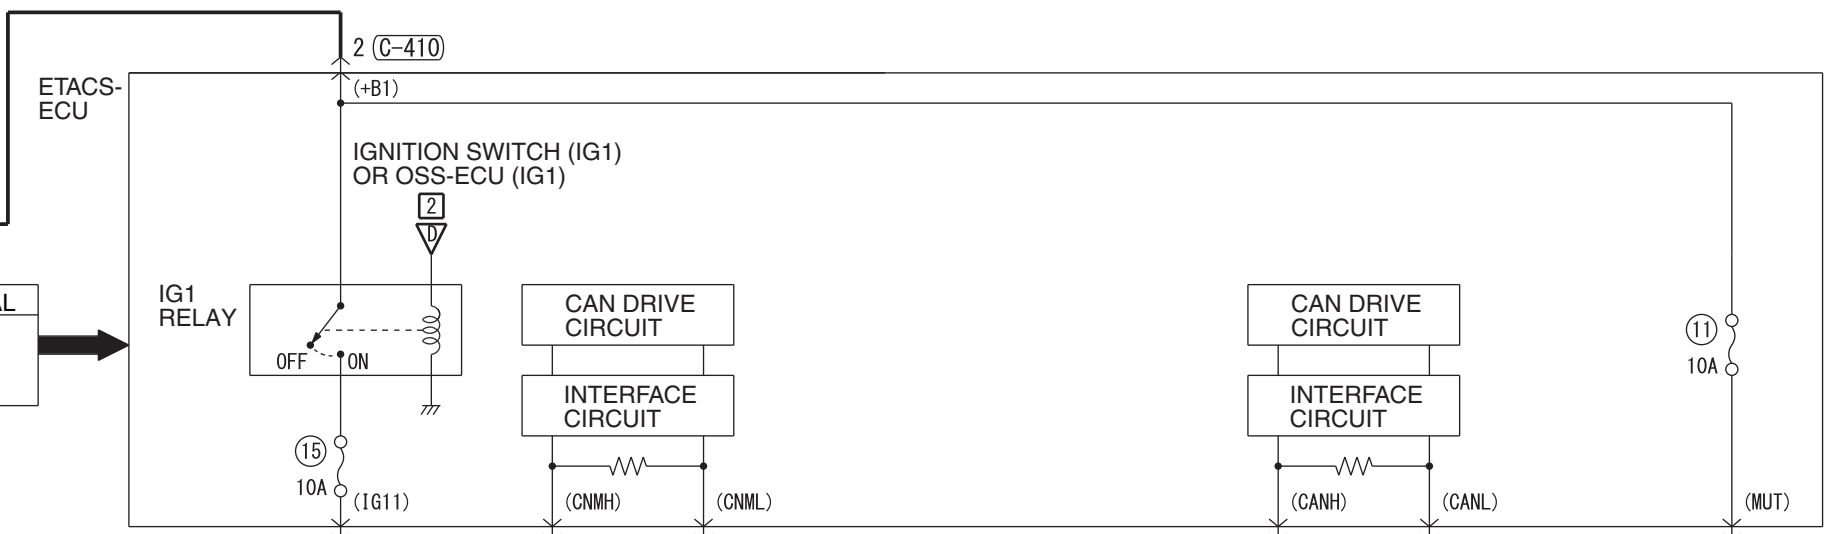 2 (C-410)
ETACS-
ECU
(+B1)
IGNITION SWITCH (IG1)
OR OSS-ECU (IG1)
2
D
AL
IG1
RELAY
OFF
ON
CAN DRIVE
CIRCUIT
INTERFACE
CIRCUIT
CAN DRIVE
CIRCUIT
INTERFACE
CIRCUIT
11
10A
15
10A
(IG11)
(CNMH)
(CNML)
(CANH)
(CANL)
(MUT)